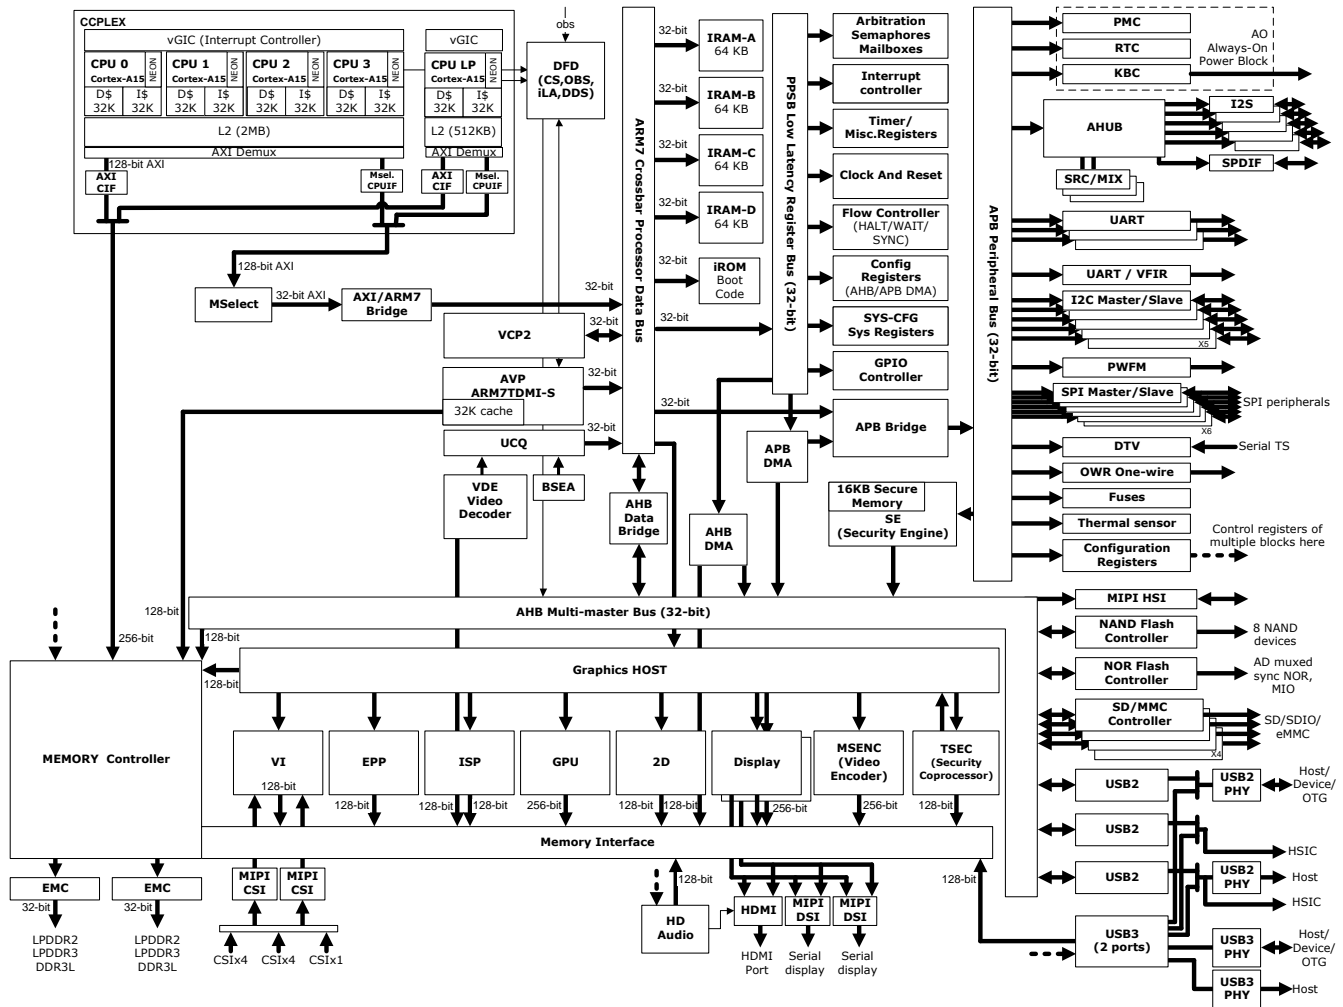 CCPLEX
vGIC (Interrupt Controller)
CPU 0
Cortex-A15
NEON
CPU 1
Cortex-A15
NEON
CPU 2
Cortex-A15
NEON
CPU 3
Cortex-A15
NEON
D$
32K
I$
32K
D$
32K
I$
32K
D$
32K
I$
32K
D$
32K
I$
32K
L2 (2MB)
AXI Demux
128-bit AXI
AXI
CIF
Msel.
CPUIF
vGIC
CPU LP
Cortex-A15
NEON
D$
32K
I$
32K
L2 (512KB)
AXI Demux
AXI
CIF
Msel.
CPUIF
obs
DFD
(CS,OBS,
iLA,DDS)
128-bit AXI
MSelect
32-bit AXI
AXI/ARM7
Bridge
32-bit
VCP2
32-bit
AVP
ARM7TDMI-S
32K cache
32-bit
UCQ
32-bit
VDE
Video
Decoder
BSEA
ARM7 Crossbar Processor Data Bus
AHB
Data
Bridge
32-bit
IRAM-A
64 KB
32-bit
IRAM-B
64 KB
32-bit
IRAM-C
64 KB
32-bit
IRAM-D
64 KB
32-bit
iROM
Boot
Code
32-bit
32-bit
PPSB Low Latency Register Bus (32-bit)
Arbitration
Semaphores
Mailboxes
Interrupt
controller
Timer/
Misc.Registers
Clock And Reset
Flow Controller
(HALT/WAIT/
SYNC)
Config
Registers
(AHB/APB DMA)
SYS-CFG
Sys Registers
GPIO
Controller
APB Bridge
APB
DMA
AHB
DMA
16KB Secure
Memory
SE
(Security Engine)
APB Peripheral Bus (32-bit)
PMC
RTC
KBC
AO
Always-On
Power Block
AHUB
I2S
SPDIF
SRC/MIX
UART
UART / VFIR
I2C Master/Slave
X5
PWFM
SPI Master/Slave
X6
SPI peripherals
DTV
Serial TS
OWR One-wire
Fuses
Thermal sensor
Configuration
Registers
Control registers of
multiple blocks here
AHB Multi-master Bus (32-bit)
256-bit
128-bit
128-bit
128-bit
Graphics HOST
MEMORY Controller
VI
128-bit
EPP
128-bit
ISP
128-bit
128-bit
GPU
256-bit
2D
128-bit
128-bit
Display
256-bit
MSENC
(Video
Encoder)
256-bit
TSEC
(Security
Coprocessor)
128-bit
Memory Interface
EMC
32-bit
LPDDR2
LPDDR3
DDR3L
EMC
32-bit
LPDDR2
LPDDR3
DDR3L
MIPI
CSI
MIPI
CSI
CSIx4
CSIx4
CSIx1
128-bit
HD
Audio
HDMI
MIPI
DSI
MIPI
DSI
HDMI
Port
Serial
display
Serial
display
128-bit
MIPI HSI
NAND Flash
Controller
8 NAND
devices
NOR Flash
Controller
AD muxed
sync NOR,
MIO
SD/MMC
Controller
X4
SD/SDIO/
eMMC
USB2
USB2
PHY
Host/
Device/
OTG
USB2
HSIC
USB2
USB2
PHY
Host
HSIC
USB3
(2 ports)
USB3
PHY
Host/
Device/
OTG
USB3
PHY
Host